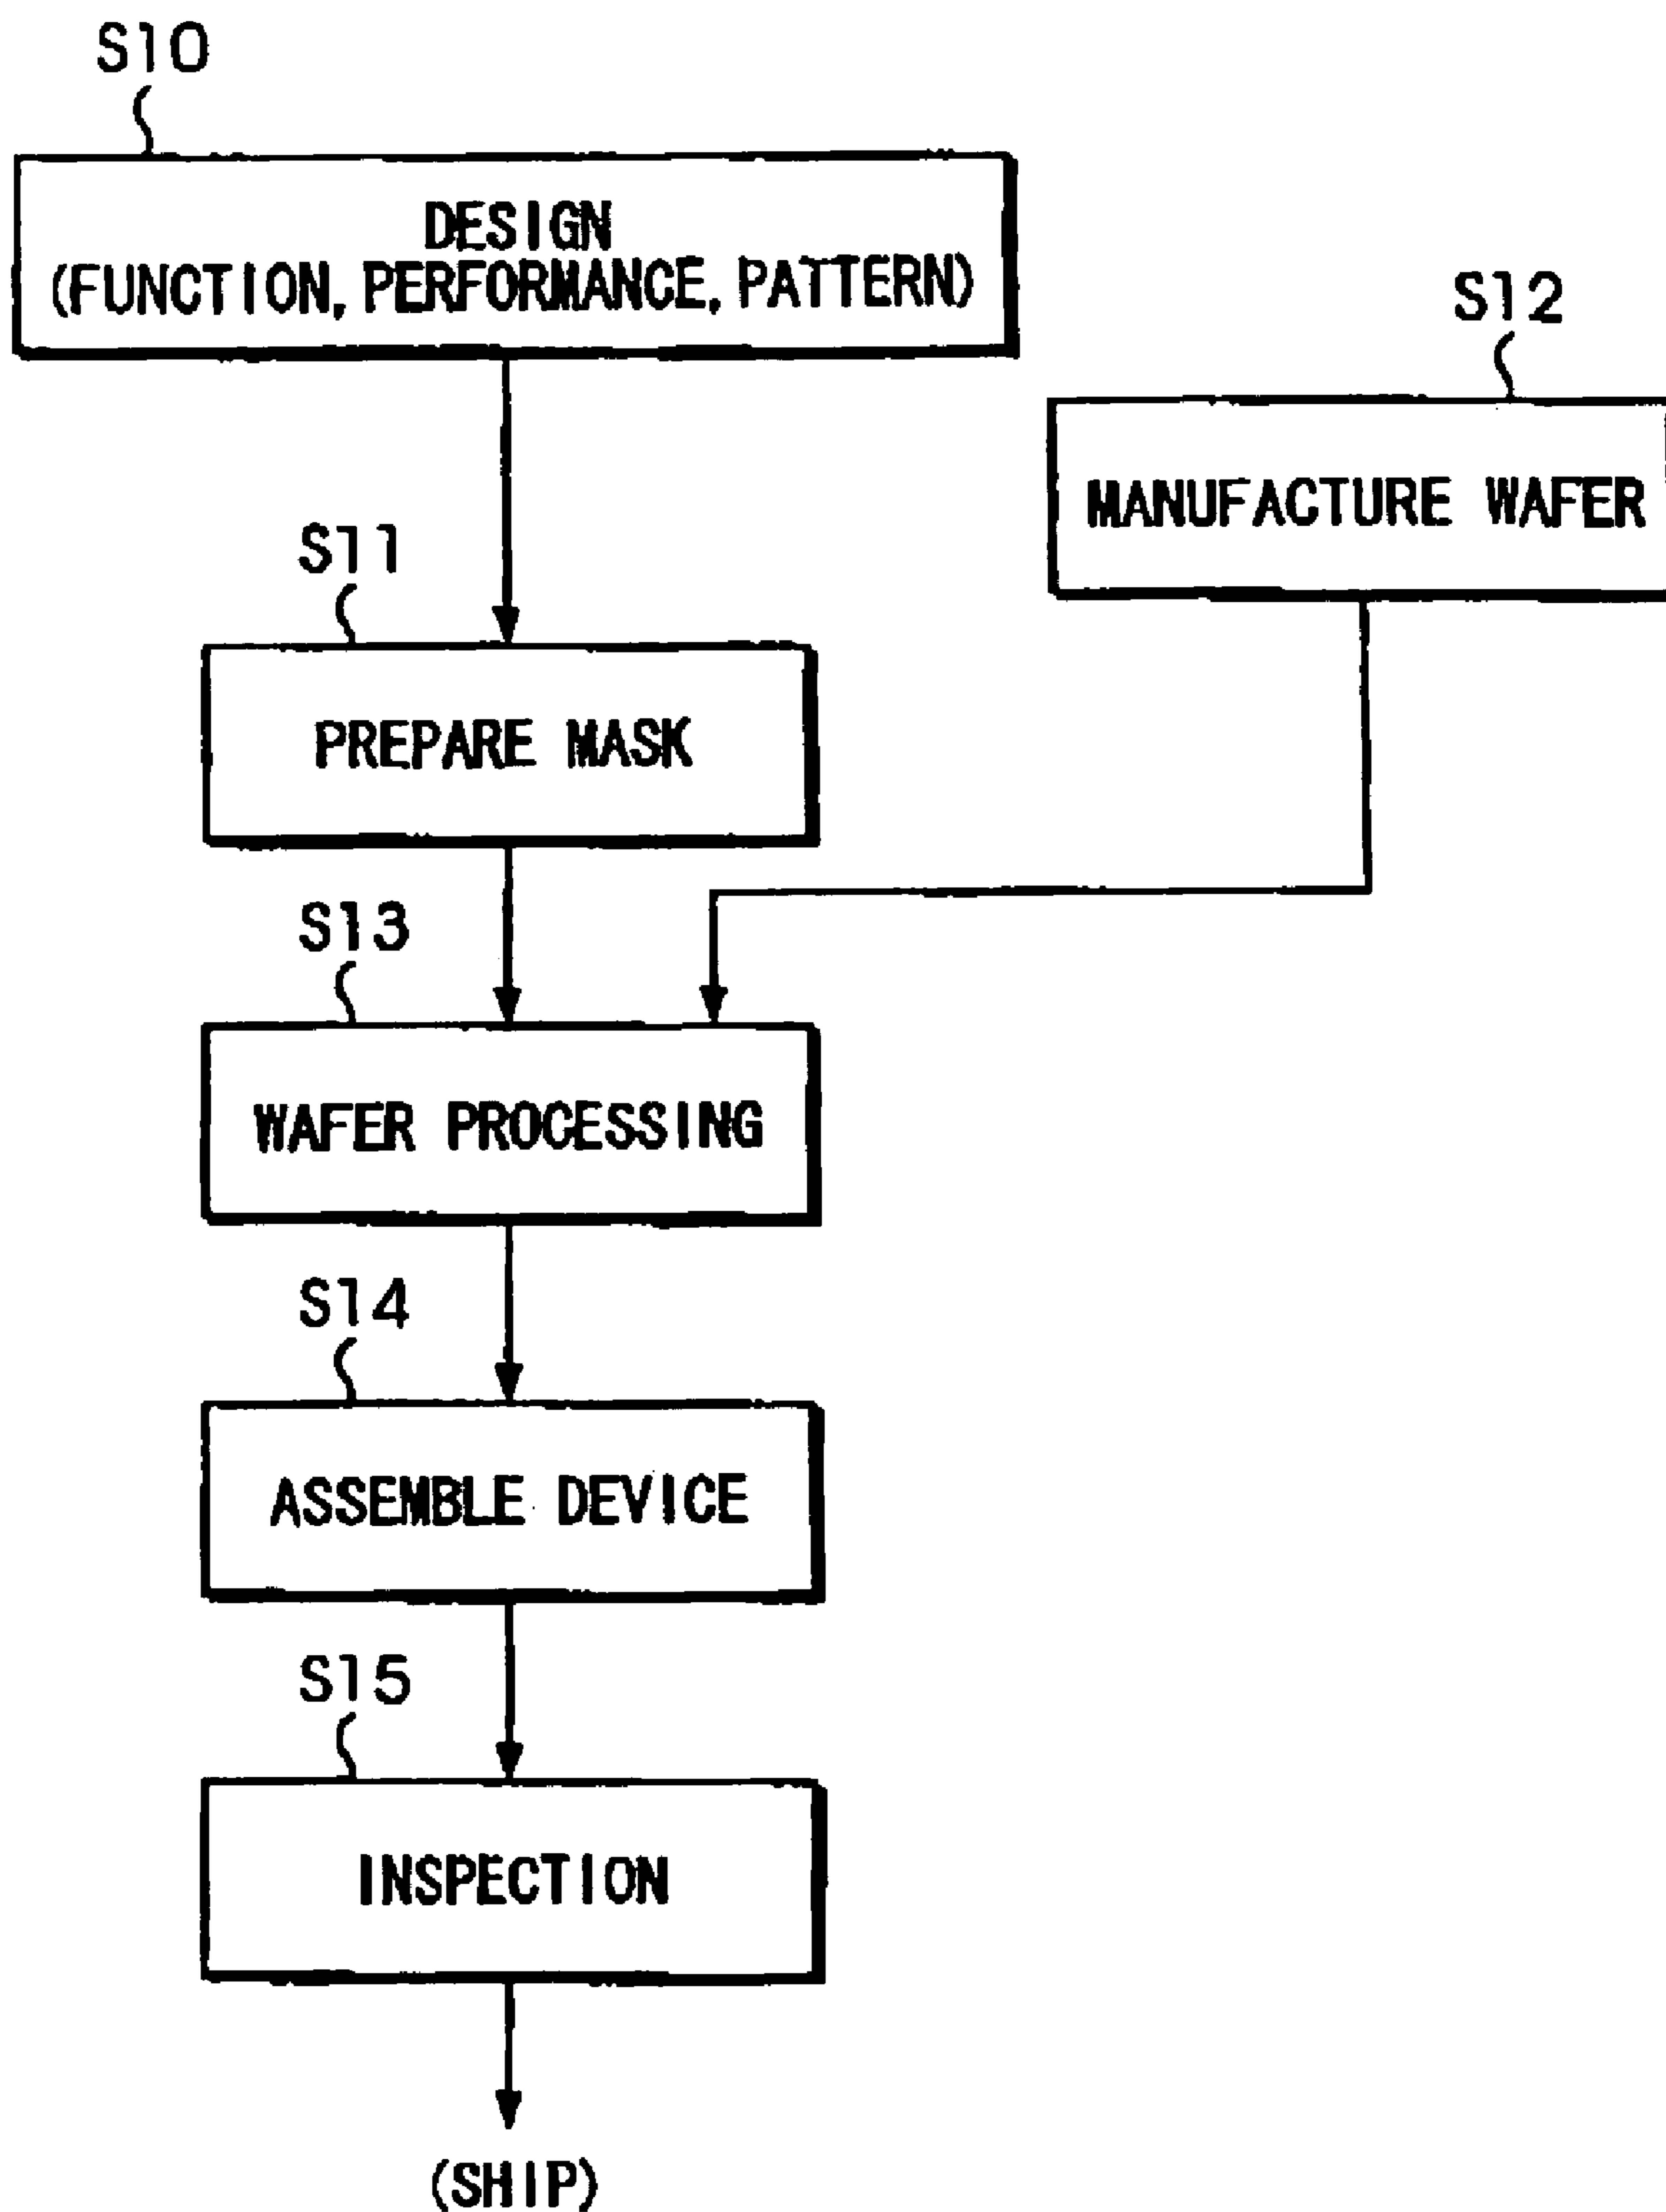 S10
DESIGN
(FUNCTION, PERFORMANCE, PATTERN)
S12
MANUFACTURE WAFER
S11
PREPARE MASK
S13
WAFER PROCESSING
S14
ASSEMBLE DEVICE
S15
INSPECTION
(SHIP)